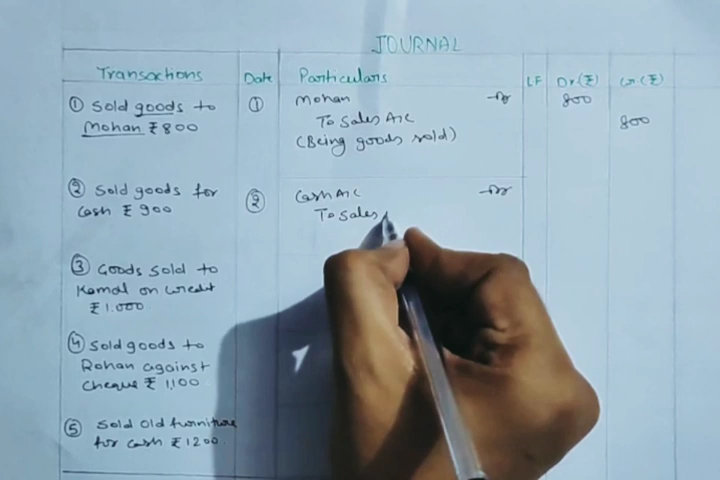 JOURNAL
Transactions Date Particulars LF Dr.(₹) Cr.(₹)
① Sold goods to ① Mohan Dr 800
Mohan ₹800 To Sales A/C 800
(Being goods sold)
② Sold goods for ② Cash A/C Dr
Cash ₹ 900 To Sales
③ Goods sold to
Kamal on credit
₹ 1,000
④ Sold goods to
Rohan against
Cheque ₹ 1,100
⑤ Sold Old furniture
for cash ₹ 1200.